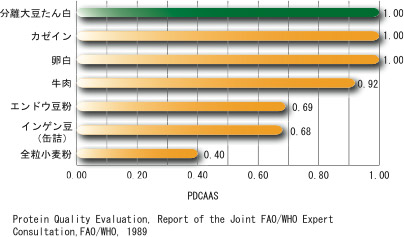 分離大豆たん白 1.00
カゼイン 1.00
卵白 1.00
牛肉 0.92
エンドウ豆粉 0.69
インゲン豆 0.68
(缶詰)
全粒小麦粉 0.40
0.00 0.20 0.40 0.60 0.80 1.00
PDCAAS
Protein Quality Evaluation, Report of the Joint FAO/WHO Expert
Consultation,FAO/WHO, 1989